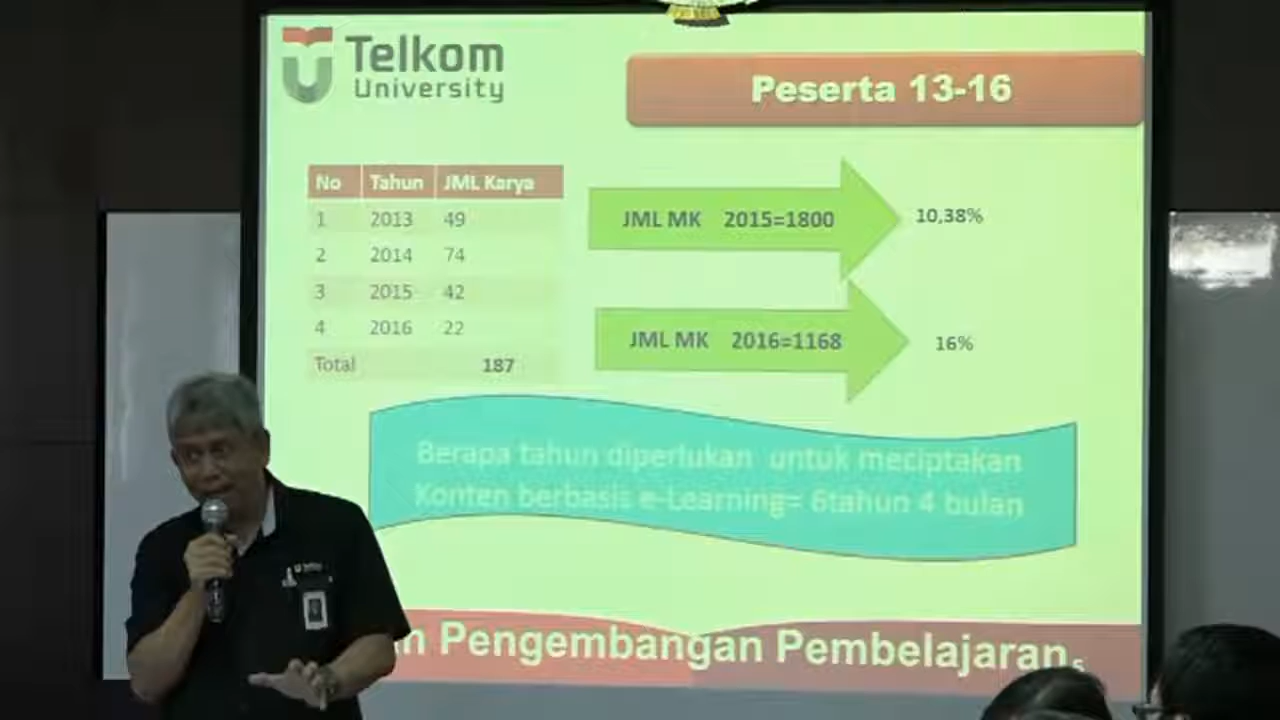 Telkom
University
Peserta 13-16
No Tahun JML Karya
1 2013 49
2 2014 74
3 2015 42
4 2016 22
Total 187
JML MK 2015=1800
10,38%
JML MK 2016=1168
16%
Berapa tahun diperlukan untuk meciptakan
Konten berbasis e-Learning= 6tahun 4 bulan
m Pengembangan Pembelajaran
5